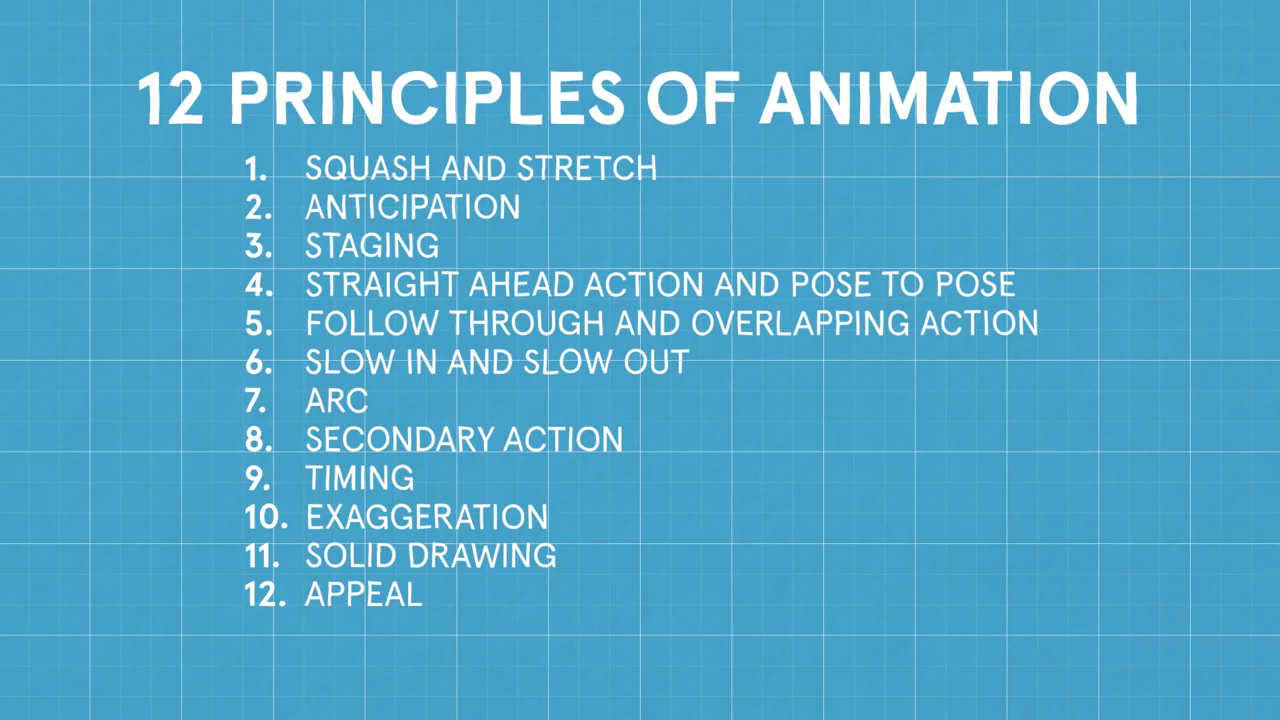 12 PRINCIPLES OF ANIMATION
1. SQUASH AND STRETCH
2. ANTICIPATION
3. STAGING
4. STRAIGHT AHEAD ACTION AND POSE TO POSE
5. FOLLOW THROUGH AND OVERLAPPING ACTION
6. SLOW IN AND SLOW OUT
7. ARC
8. SECONDARY ACTION
9. TIMING
10. EXAGGERATION
11. SOLID DRAWING
12. APPEAL